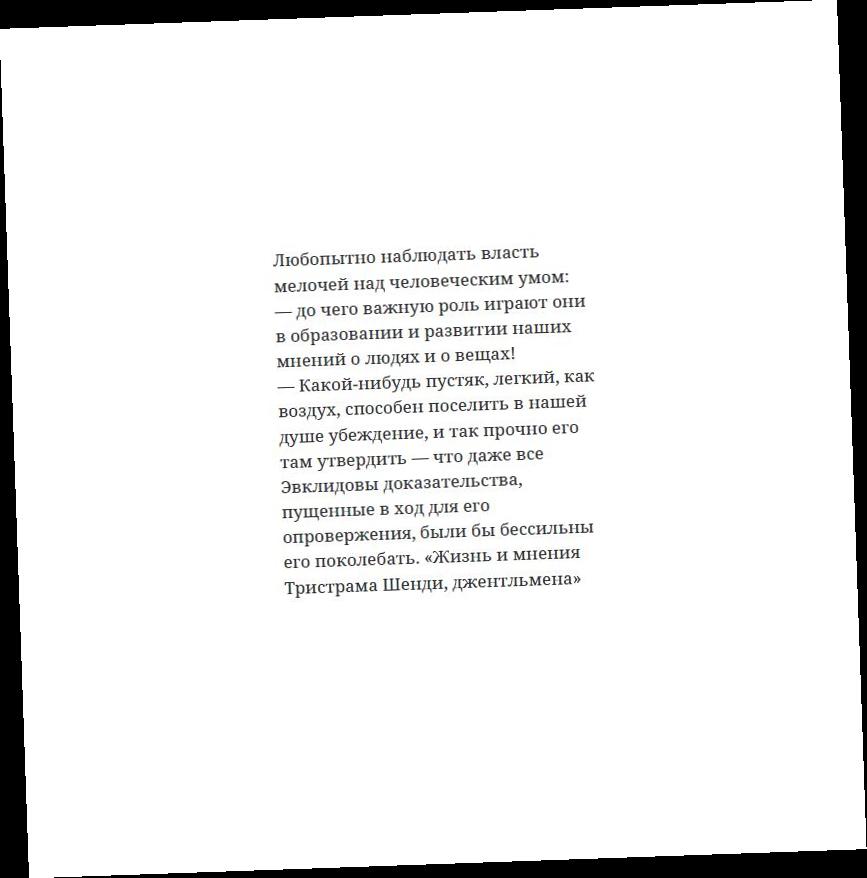 Любопытно наблюдать власть
мелочей над человеческим умом:
— до чего важную роль играют они
в образовании и развитии наших
мнений о людях и о вещах!
— Какой-нибудь пустяк, легкий, как
воздух, способен поселить в нашей
душе убеждение, и так прочно его
там утвердить — что даже все
Эвклидовы доказательства,
пущенные в ход для его
опровержения, были бы бессильны
его поколебать. «Жизнь и мнения
Тристрама Шенди, джентльмена»